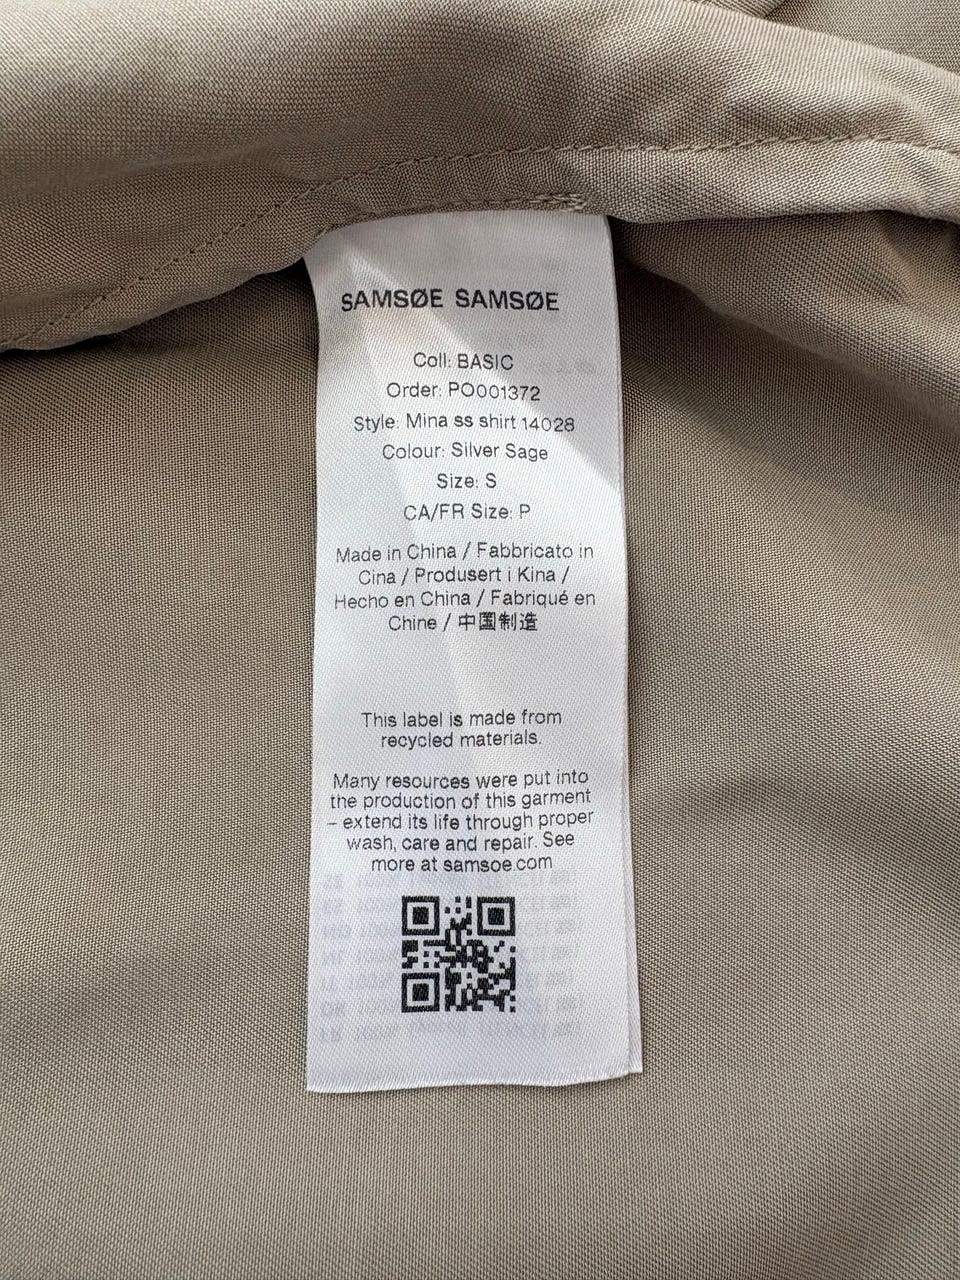 SAMSØE SAMSØE
Coll: BASIC
Order: PO001372
Style: Mina ss shirt 14028
Colour: Silver Sage
Size: S
CA/FR Size: P
Made in China / Fabbricato in
Cina / Produsert i Kina /
Hecho en China / Fabriqué en
Chine / 中国制造
This label is made from
recycled materials.
Many resources were put into
the production of this garment
– extend its life through proper
wash, care and repair. See
more at samsoe.com